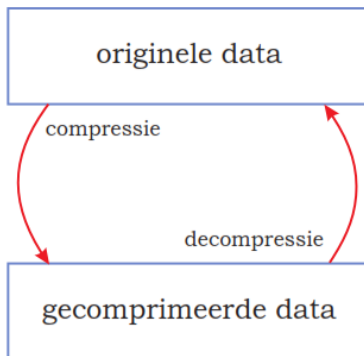 originele data
compressie
decompressie
gecomprimeerde data